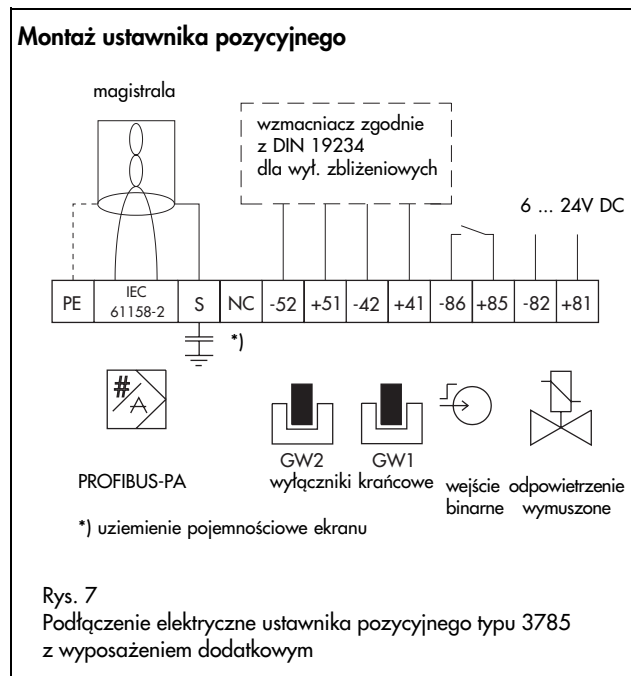 Montaż ustawnika pozycyjnego
magistrala
wzmacniacz zgodnie
z DIN 19234
dla wył. zbliżeniowych
6 ... 24V DC
PE
IEC
61158-2
S
NC
-52
+51
-42
+41
-86
+85
-82
+81
*)
#
A
GW2
GW1
PROFIBUS-PA
wyłączniki krańcowe
wejście
binarne
odpowietrzenie
wymuszone
*) uziemienie pojemnościowe ekranu
Rys. 7
Podłączenie elektryczne ustawnika pozycyjnego typu 3785
z wyposażeniem dodatkowym